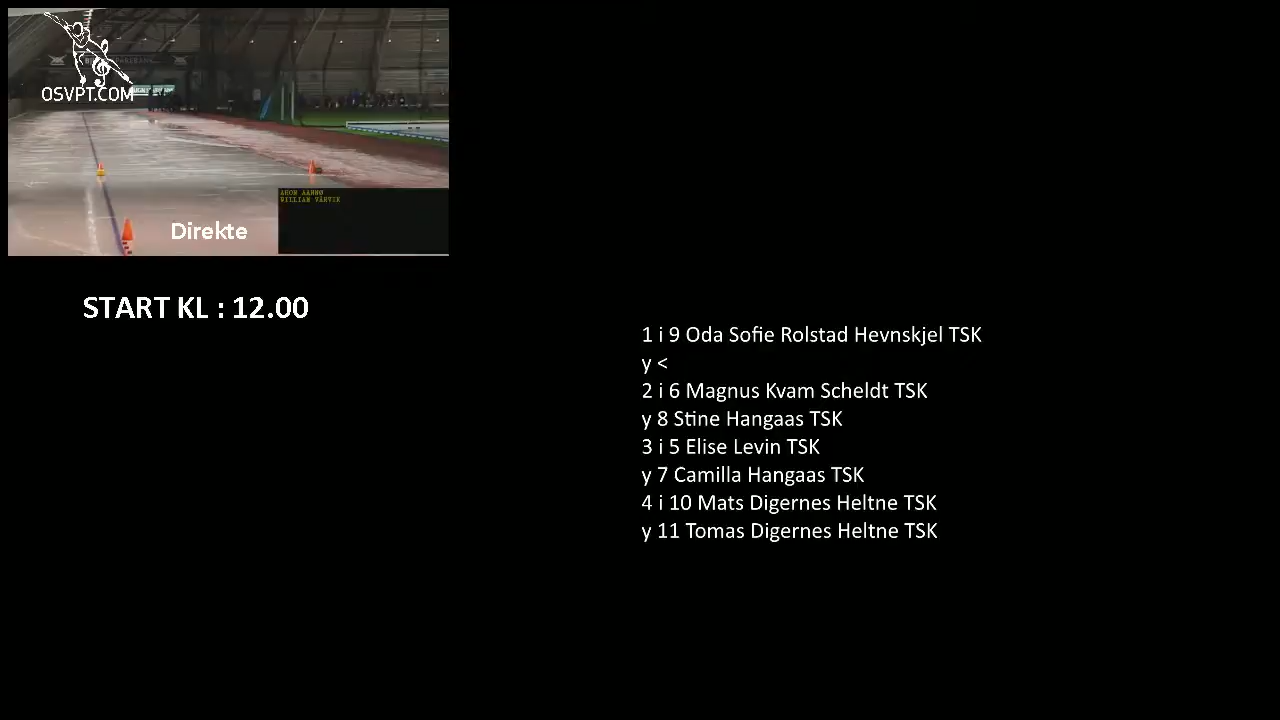 OSVPT.COM
Direkte
START KL : 12.00
1 i 9 Oda Sofie Rolstad Hevnskjel TSK
y <
2 i 6 Magnus Kvam Scheldt TSK
y 8 Stine Hangaas TSK
3 i 5 Elise Levin TSK
y 7 Camilla Hangaas TSK
4 i 10 Mats Digernes Heltne TSK
y 11 Tomas Digernes Heltne TSK